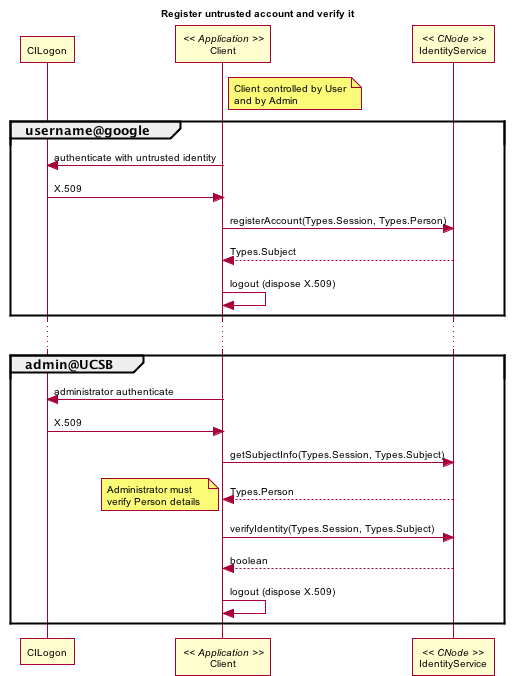 Register untrusted account and verify it
CILogon
<< Application >>
Client
<< CNode >>
IdentityService
Client controlled by User
and by Admin
username@google
authenticate with untrusted identity
X.509
registerAccount(Types.Session, Types.Person)
Types.Subject
logout (dispose X.509)
admin@UCSB
administrator authenticate
X.509
getSubjectInfo(Types.Session, Types.Subject)
Administrator must
verify Person details
Types.Person
verifyIdentity(Types.Session, Types.Subject)
boolean
logout (dispose X.509)
CILogon
<< Application >>
Client
<< CNode >>
IdentityService